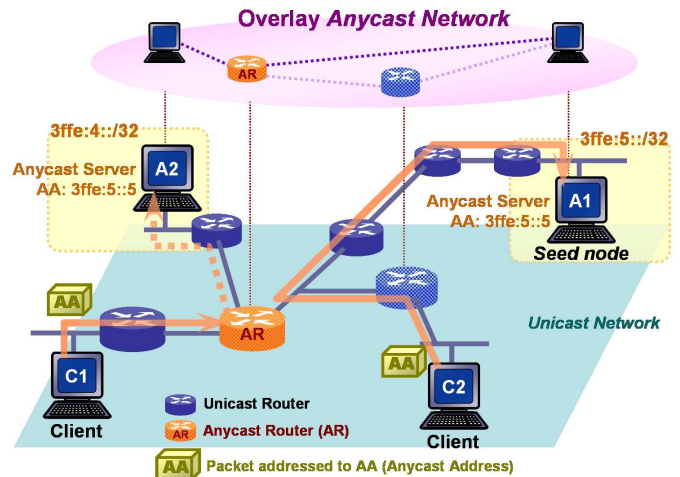 Overlay Anycast Network
AR
3ffe:4::/32
3ffe:5::/32
Anycast Server
AA: 3ffe:5::5
A2
Anycast Server
AA: 3ffe:5::5
A1
Seed node
AA
AR
Unicast Network
C1
Client
AA
C2
Client
Unicast Router
AR
Anycast Router (AR)
AA
Packet addressed to AA (Anycast Address)